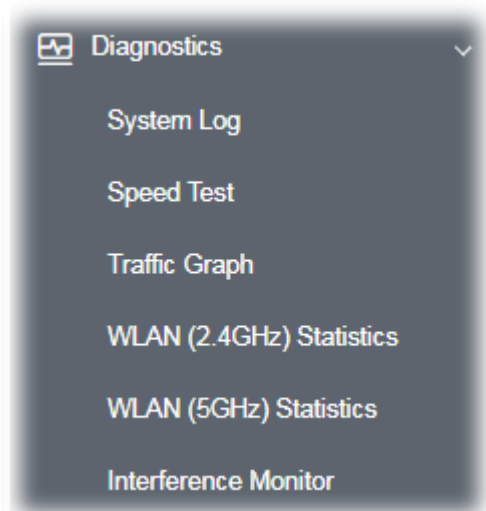 Diagnostics
System Log
Speed Test
Traffic Graph
WLAN (2.4GHz) Statistics
WLAN (5GHz) Statistics
Interference Monitor